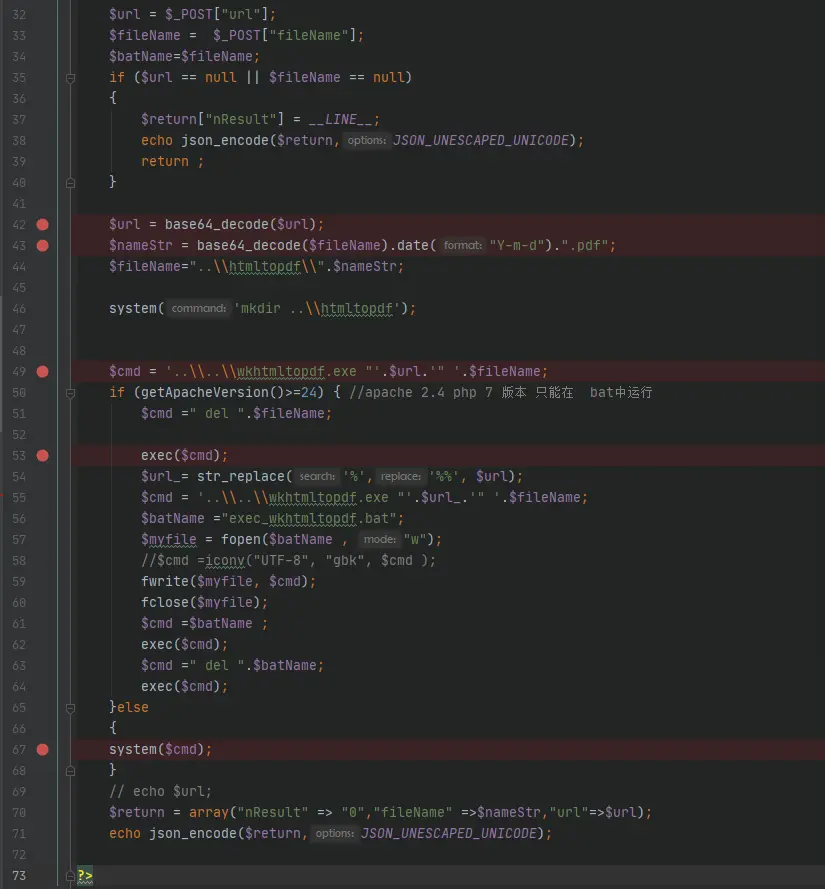 32 $url = $_POST["url"];
33 $fileName =  $_POST["fileName"];
34 $batName=$fileName;
35 if ($url == null || $fileName == null)
36 {
37 $return["nResult"] = __LINE__;
38 echo json_encode($return, options: JSON_UNESCAPED_UNICODE);
39 return ;
40 }
41
42 $url = base64_decode($url);
43 $nameStr = base64_decode($fileName).date( format: "Y-m-d").".pdf";
44 $fileName="..\\htmltopdf\\".$nameStr;
45
46 system( command: 'mkdir ..\\htmltopdf');
47
48
49 $cmd = '..\\..\\wkhtmltopdf.exe "'.$url.'" '.$fileName;
50 if (getApacheVersion()>=24) { //apache 2.4 php 7 版本 只能在  bat中运行
51 $cmd =" del ".$fileName;
52
53 exec($cmd);
54 $url_= str_replace( search: '%', replace: '%%', $url);
55 $cmd = '..\\..\\wkhtmltopdf.exe "'.$url_.'" '.$fileName;
56 $batName ="exec_wkhtmltopdf.bat";
57 $myfile = fopen($batName , mode: "w");
58 //$cmd =iconv("UTF-8", "gbk", $cmd );
59 fwrite($myfile, $cmd);
60 fclose($myfile);
61 $cmd =$batName ;
62 exec($cmd);
63 $cmd =" del ".$batName;
64 exec($cmd);
65 }else
66 {
67 system($cmd);
68 }
69 // echo $url;
70 $return = array("nResult" => "0","fileName" =>$nameStr,"url"=>$url);
71 echo json_encode($return, options: JSON_UNESCAPED_UNICODE);
72
73 ?>